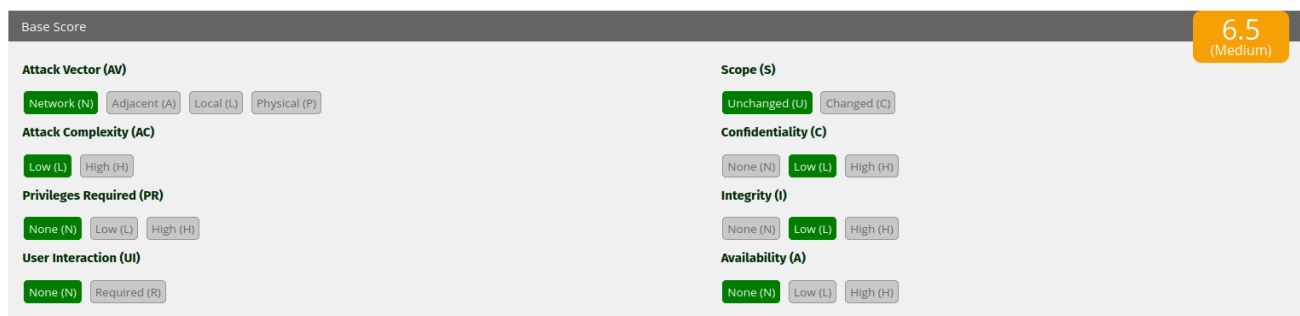 Base Score
6.5
(Medium)
Attack Vector (AV)
Network (N) Adjacent (A) Local (L) Physical (P)
Attack Complexity (AC)
Low (L) High (H)
Privileges Required (PR)
None (N) Low (L) High (H)
User Interaction (UI)
None (N) Required (R)
Scope (S)
Unchanged (U) Changed (C)
Confidentiality (C)
None (N) Low (L) High (H)
Integrity (I)
None (N) Low (L) High (H)
Availability (A)
None (N) Low (L) High (H)